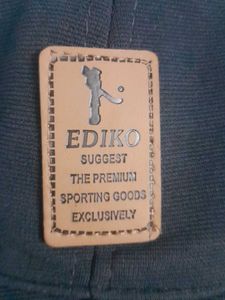 EDIKO
SUGGEST
THE PREMIUM
SPORTING GOODS
EXCLUSIVELY